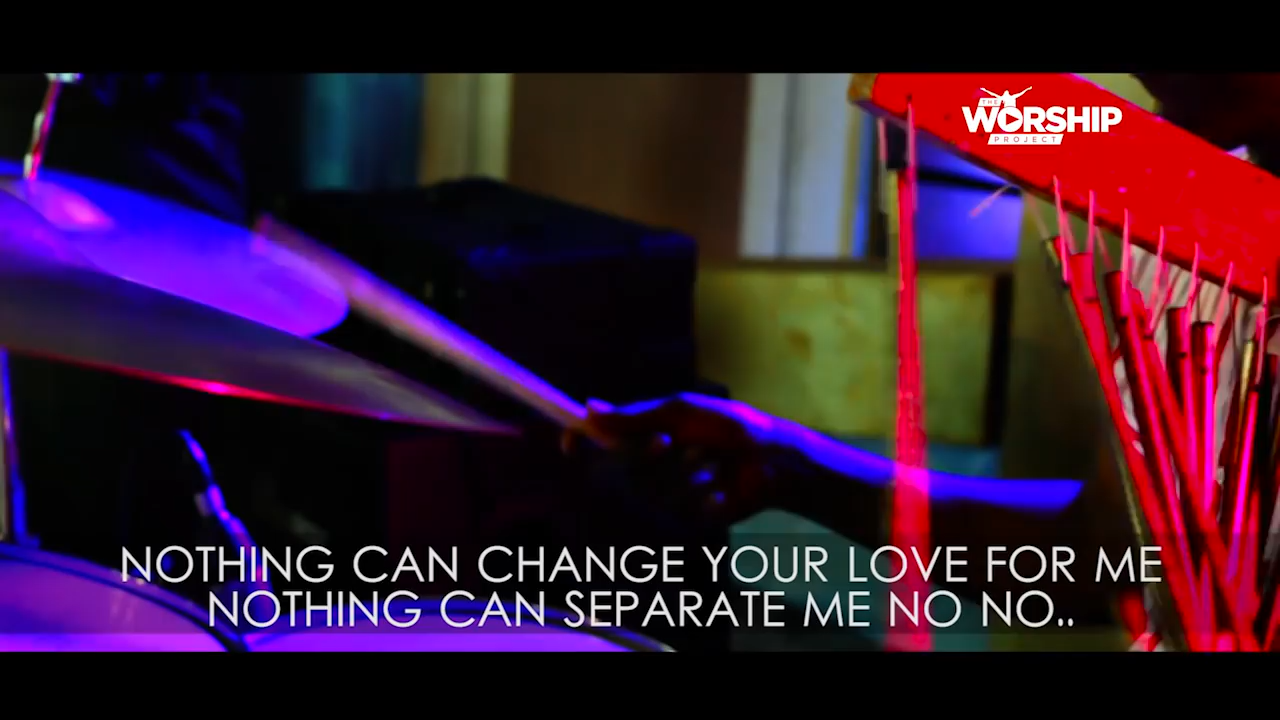 THE
WORSHIP
PROJECT
NOTHING CAN CHANGE YOUR LOVE FOR ME
NOTHING CAN SEPARATE ME NO NO..